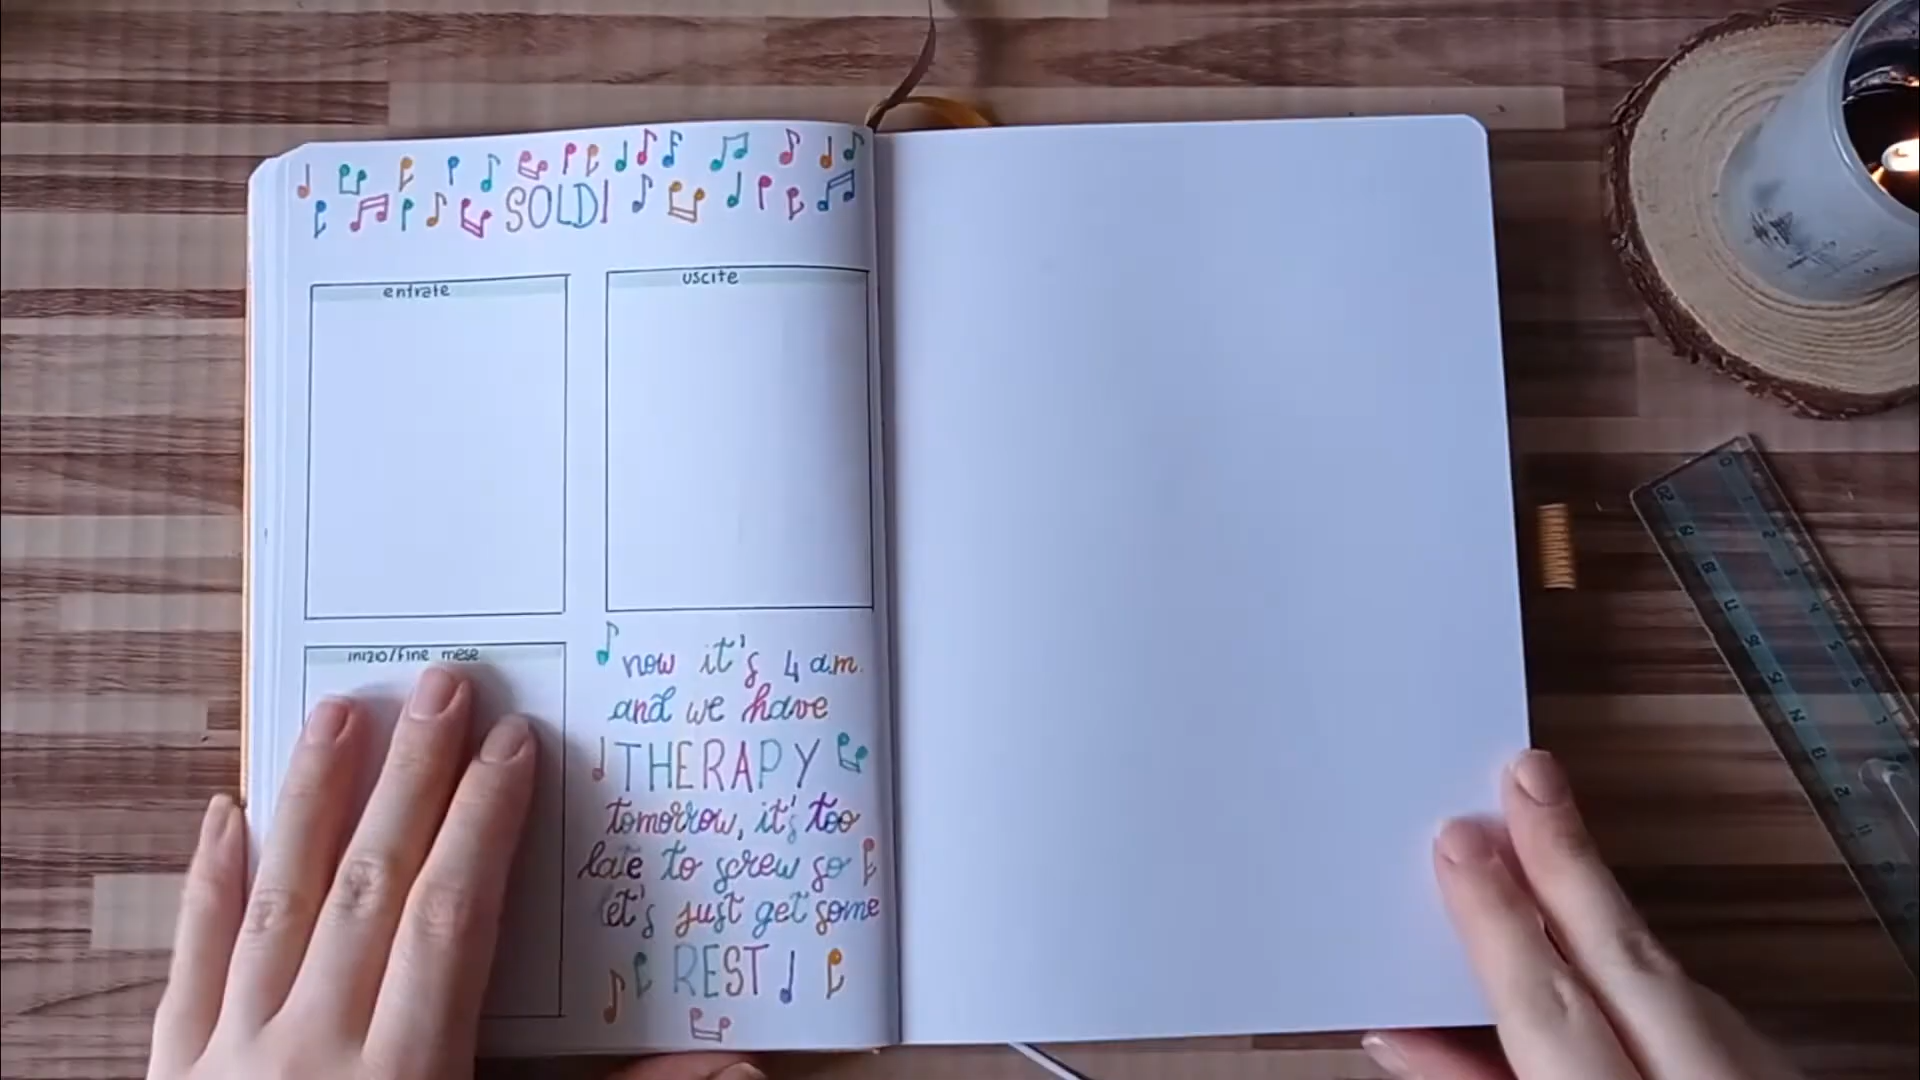 SOLDI
entrate
uscite
inizio/fine mese
now it's 4 a.m.
and we have
THERAPY
tomorrow, it's too
late to screw so
let's just get some
REST